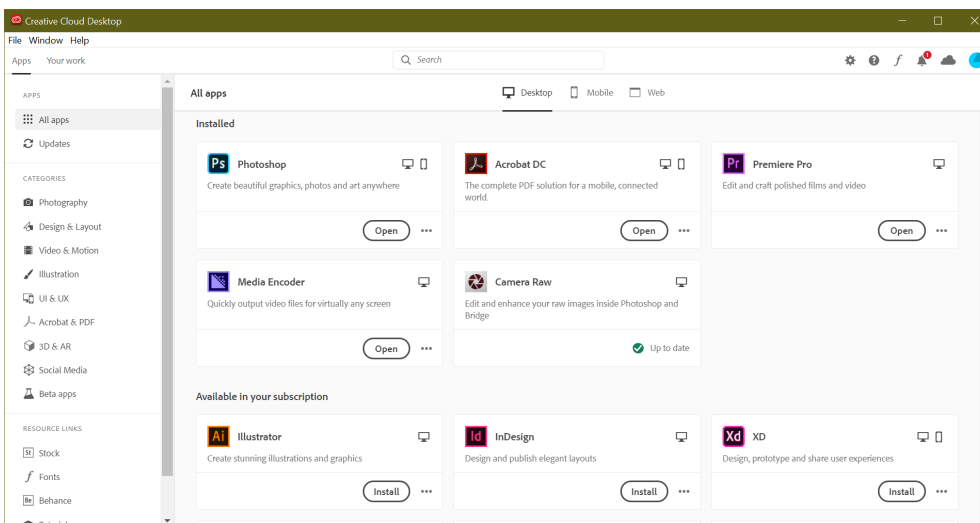 Creative Cloud Desktop
File Window Help
Apps Your work
Search
1
APPS
All apps
Updates
CATEGORIES
Photography
Design & Layout
Video & Motion
Illustration
UI & UX
Acrobat & PDF
3D & AR
Social Media
Beta apps
RESOURCE LINKS
St Stock
Fonts
Be Behance
All apps
Desktop Mobile Web
Installed
Ps Photoshop
Create beautiful graphics, photos and art anywhere
Open
Acrobat DC
The complete PDF solution for a mobile, connected
world.
Open
Pr Premiere Pro
Edit and craft polished films and video
Open
Media Encoder
Quickly output video files for virtually any screen
Open
Camera Raw
Edit and enhance your raw images inside Photoshop and
Bridge
Up to date
Available in your subscription
Ai Illustrator
Create stunning illustrations and graphics
Install
Id InDesign
Design and publish elegant layouts
Install
Xd XD
Design, prototype and share user experiences
Install